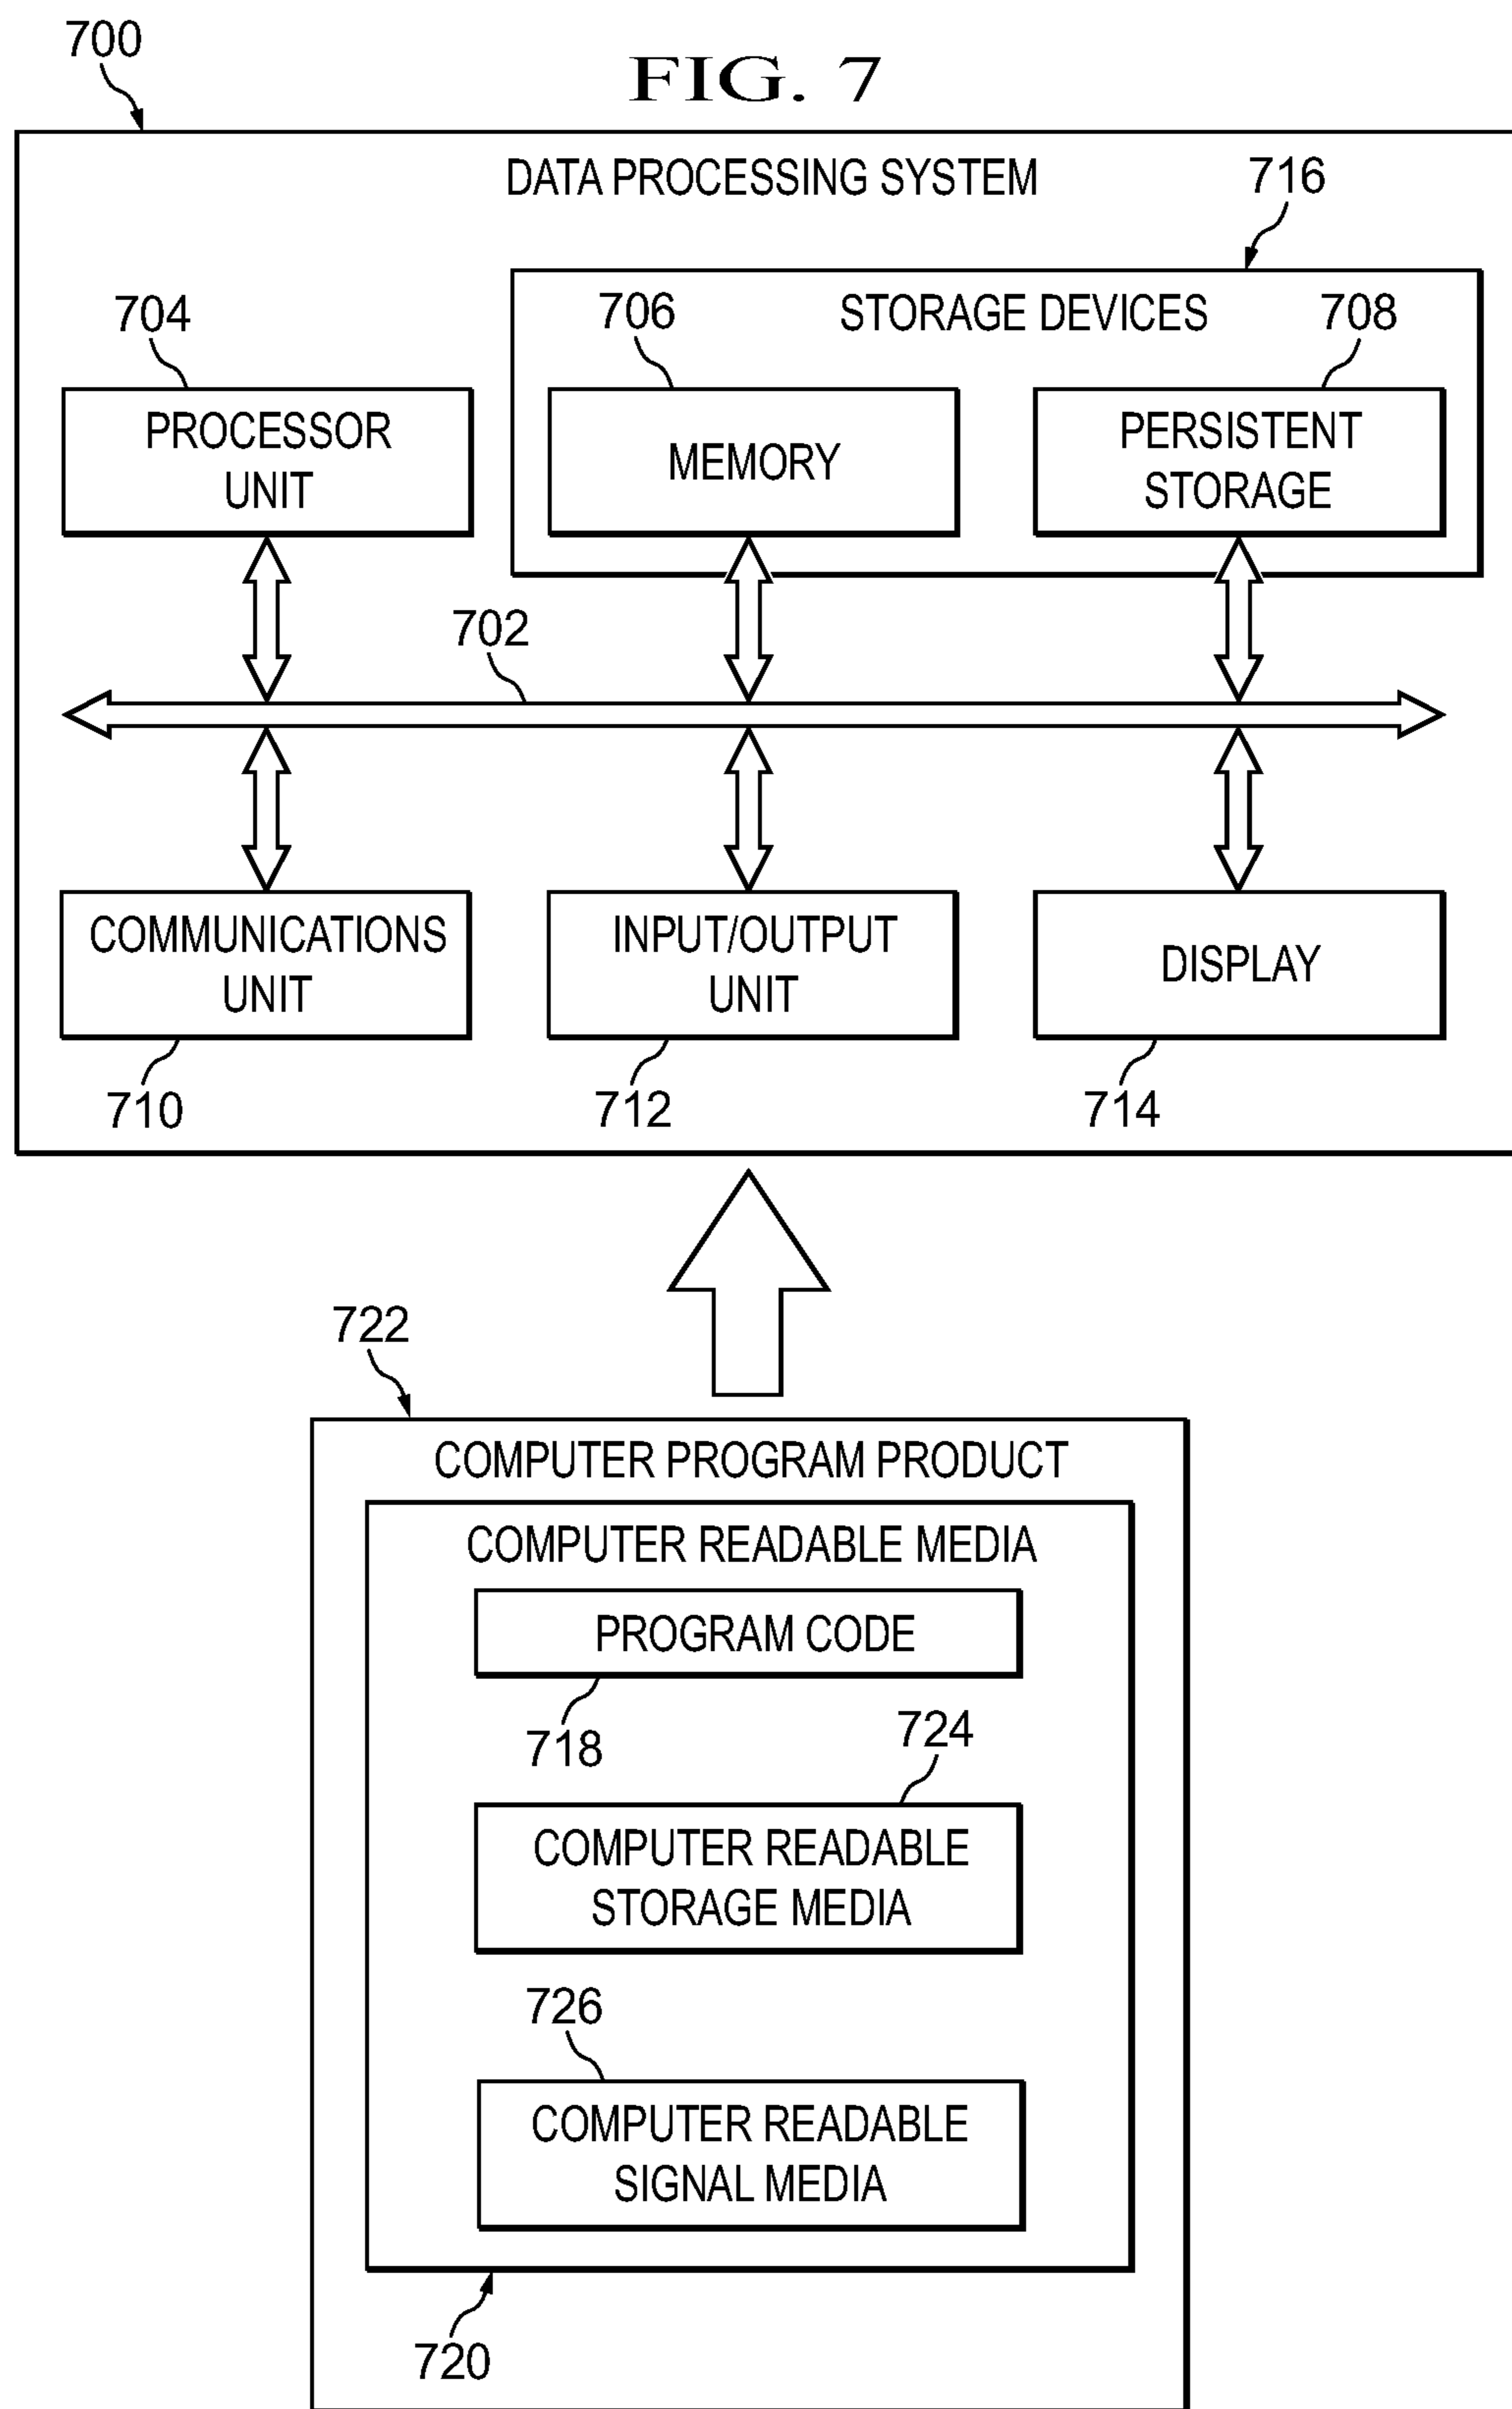 700
FIG. 7
DATA PROCESSING SYSTEM
716
704
706
STORAGE DEVICES
708
PROCESSOR
UNIT
MEMORY
PERSISTENT
STORAGE
702
COMMUNICATIONS
UNIT
INPUT/OUTPUT
UNIT
DISPLAY
710
712
714
722
COMPUTER PROGRAM PRODUCT
COMPUTER READABLE MEDIA
PROGRAM CODE
718
724
COMPUTER READABLE
STORAGE MEDIA
726
COMPUTER READABLE
SIGNAL MEDIA
720